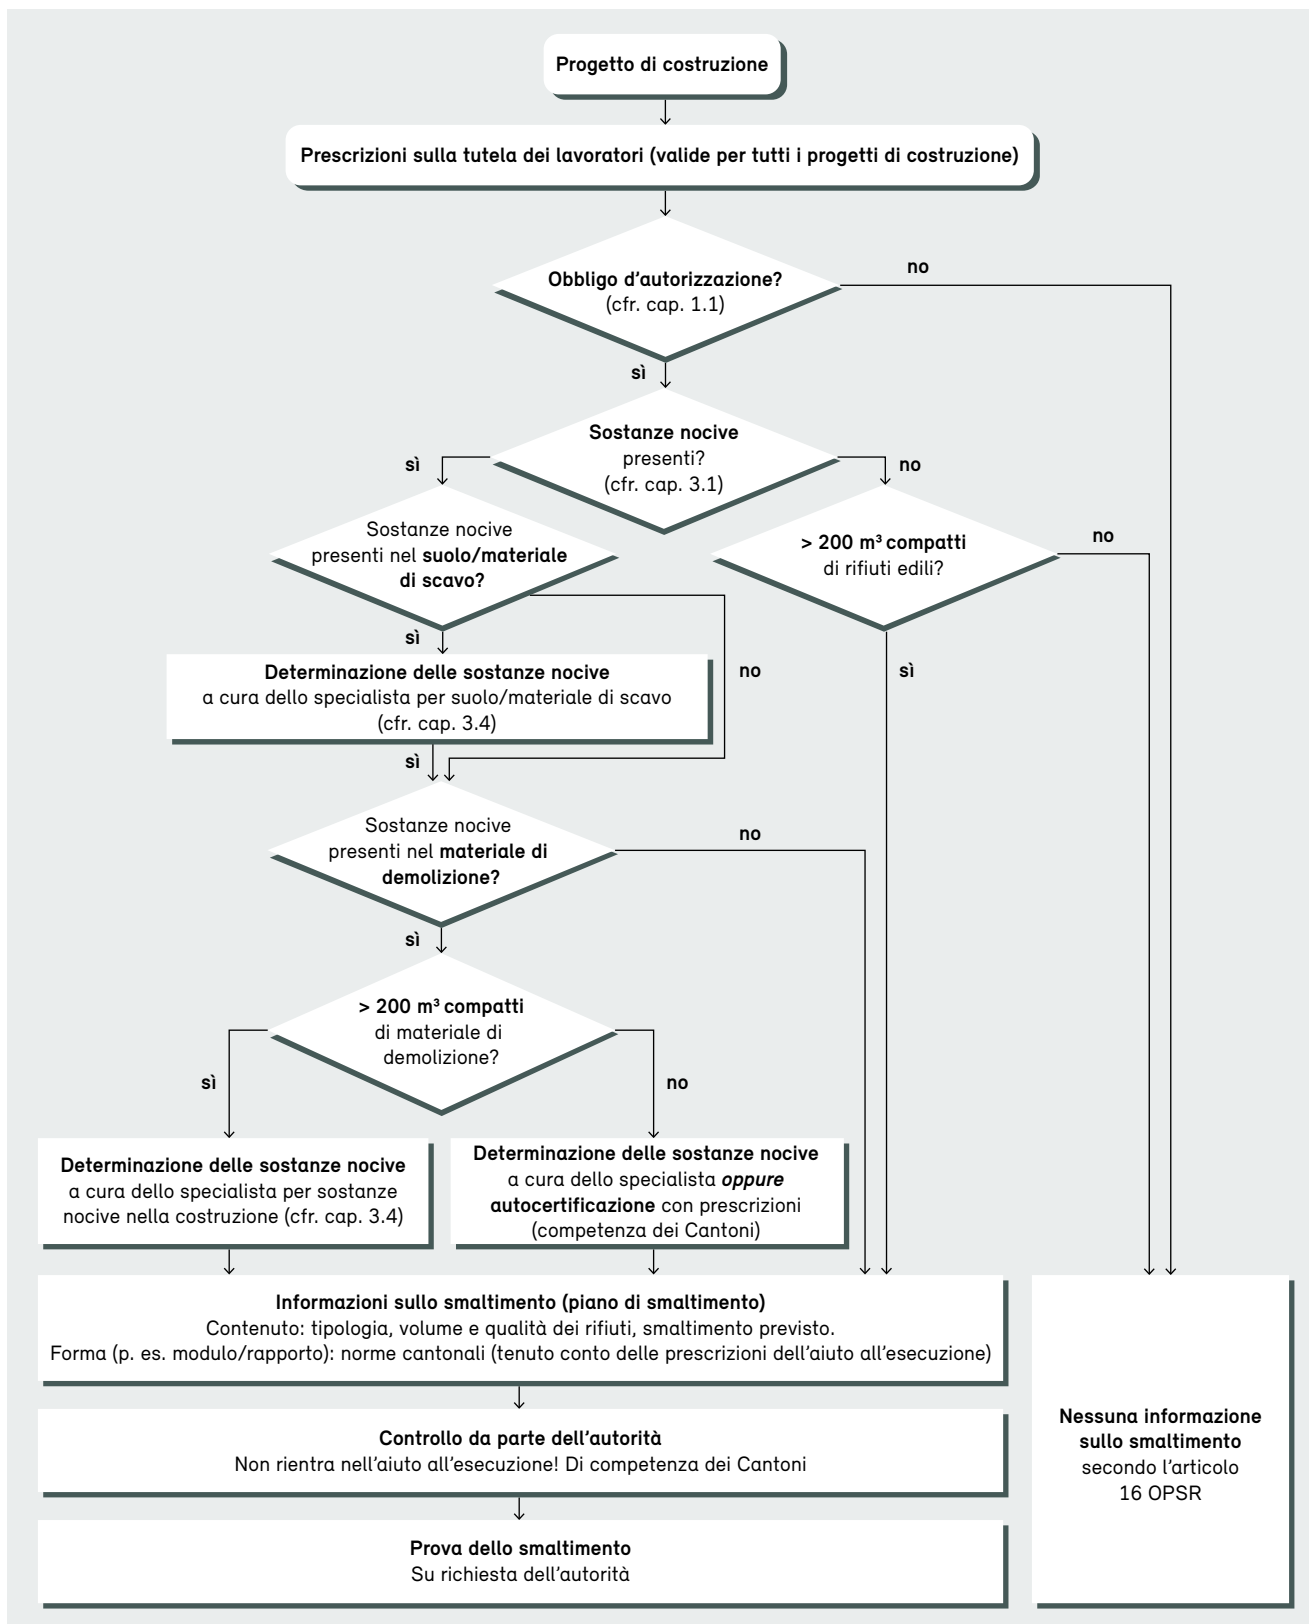 Progetto di costruzione
Prescrizioni sulla tutela dei lavoratori (valide per tutti i progetti di costruzione)
Obbligo d'autorizzazione?
(cfr. cap. 1.1)
no
sì
Sostanze nocive
presenti?
(cfr. cap. 3.1)
sì
no
Sostanze nocive
presenti nel suolo/materiale
di scavo?
> 200 m³ compatti
di rifiuti edili?
no
sì
no
sì
Determinazione delle sostanze nocive
a cura dello specialista per suolo/materiale di scavo
(cfr. cap. 3.4)
sì
Sostanze nocive
presenti nel materiale di
demolizione?
no
sì
> 200 m³ compatti
di materiale di
demolizione?
sì
no
Determinazione delle sostanze nocive
a cura dello specialista per sostanze
nocive nella costruzione (cfr. cap. 3.4)
Determinazione delle sostanze nocive
a cura dello specialista oppure
autocertificazione con prescrizioni
(competenza dei Cantoni)
Informazioni sullo smaltimento (piano di smaltimento)
Contenuto: tipologia, volume e qualità dei rifiuti, smaltimento previsto.
Forma (p. es. modulo/rapporto): norme cantonali (tenuto conto delle prescrizioni dell'aiuto all'esecuzione)
Controllo da parte dell'autorità
Non rientra nell'aiuto all'esecuzione! Di competenza dei Cantoni
Prova dello smaltimento
Su richiesta dell'autorità
Nessuna informazione
sullo smaltimento
secondo l'articolo
16 OPSR